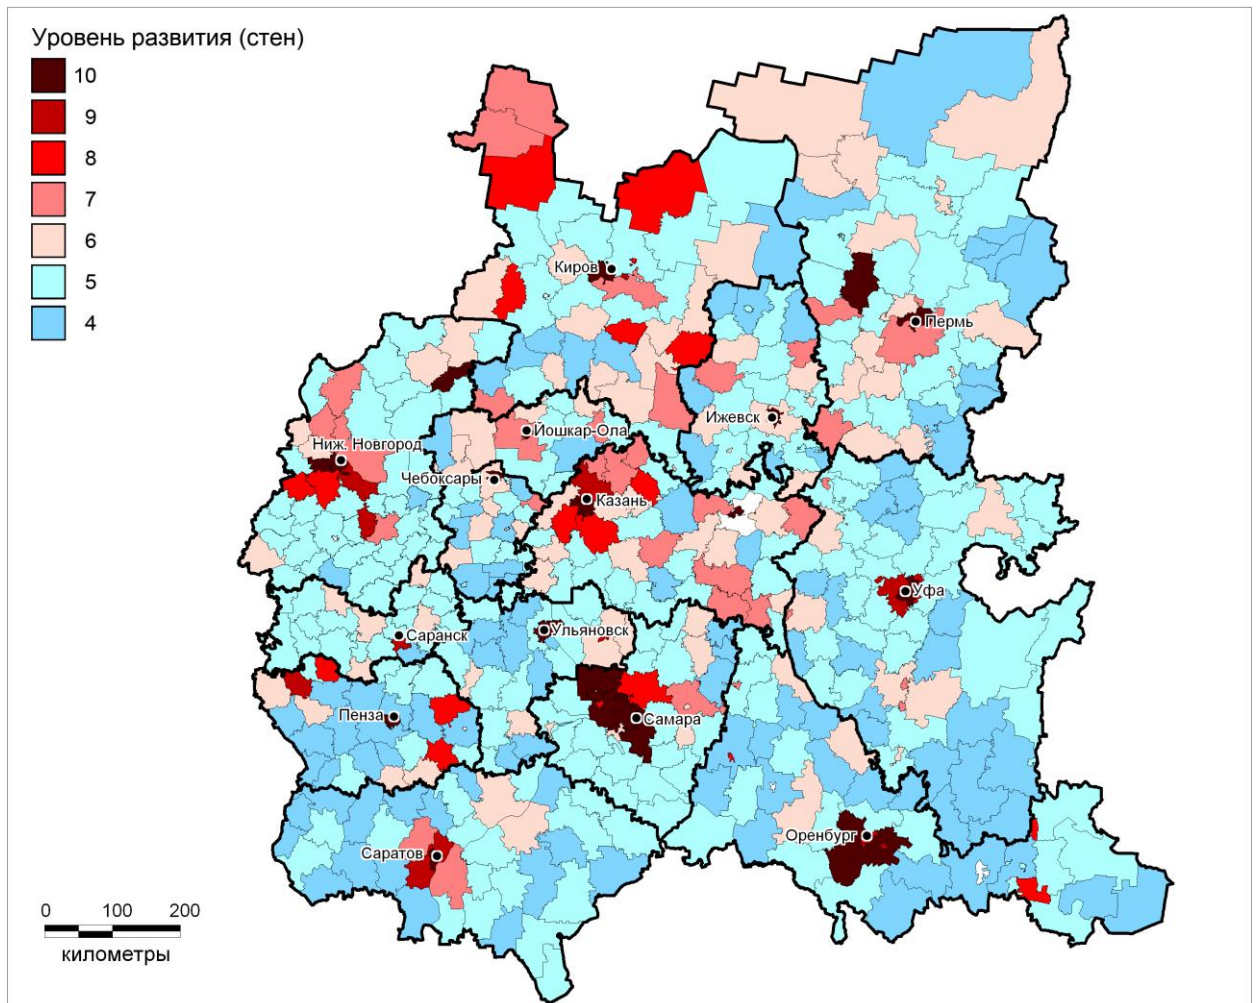 Уровень развития (стен)
10
9
8
7
6
5
4
Киров
Пермь
Ижевск
Йошкар-Ола
Ниж. Новгород
Чебоксары
Казань
Уфа
Ульяновск
Саранск
Пенза
Самара
Оренбург
Саратов
0 100 200
километры